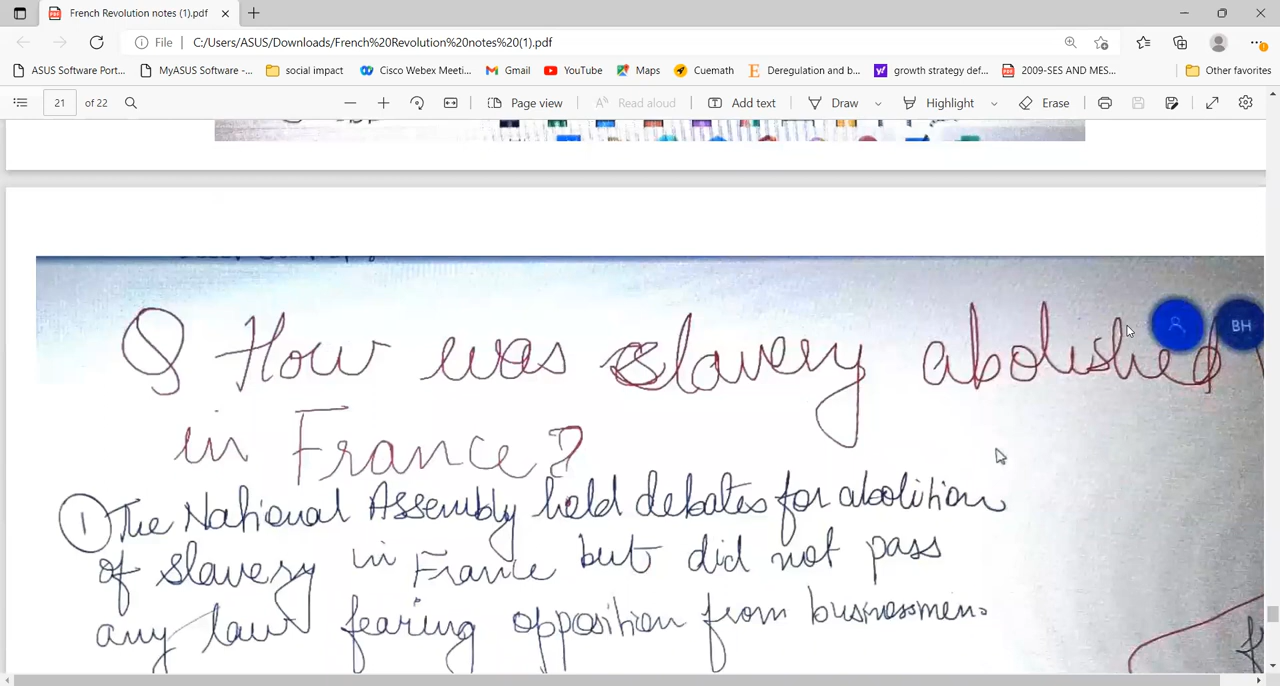 French Revolution notes (1).pdf
File C:/Users/ASUS/Downloads/French%20Revolution%20notes%20(1).pdf
ASUS Software Port... MyASUS Software -... social impact Cisco Webex Meeti... Gmail YouTube Maps Cuemath Deregulation and b... growth strategy def... 2009-SES AND MES... Other favorites
21 of 22 Page view Read aloud Add text Draw Highlight Erase
BH
Q How was slavery abolished
in France?
1 The National Assembly held debates for abolition
of slavery in France but did not pass
any law fearing opposition from businessmen.